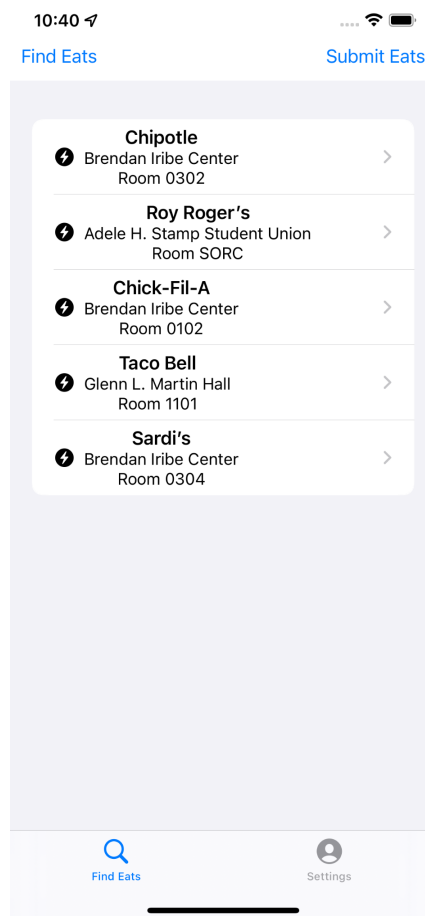 10:40
Find Eats
Submit Eats
Chipotle
Brendan Iribe Center
Room 0302
Roy Roger's
Adele H. Stamp Student Union
Room SORC
Chick-Fil-A
Brendan Iribe Center
Room 0102
Taco Bell
Glenn L. Martin Hall
Room 1101
Sardi's
Brendan Iribe Center
Room 0304
Find Eats
Settings